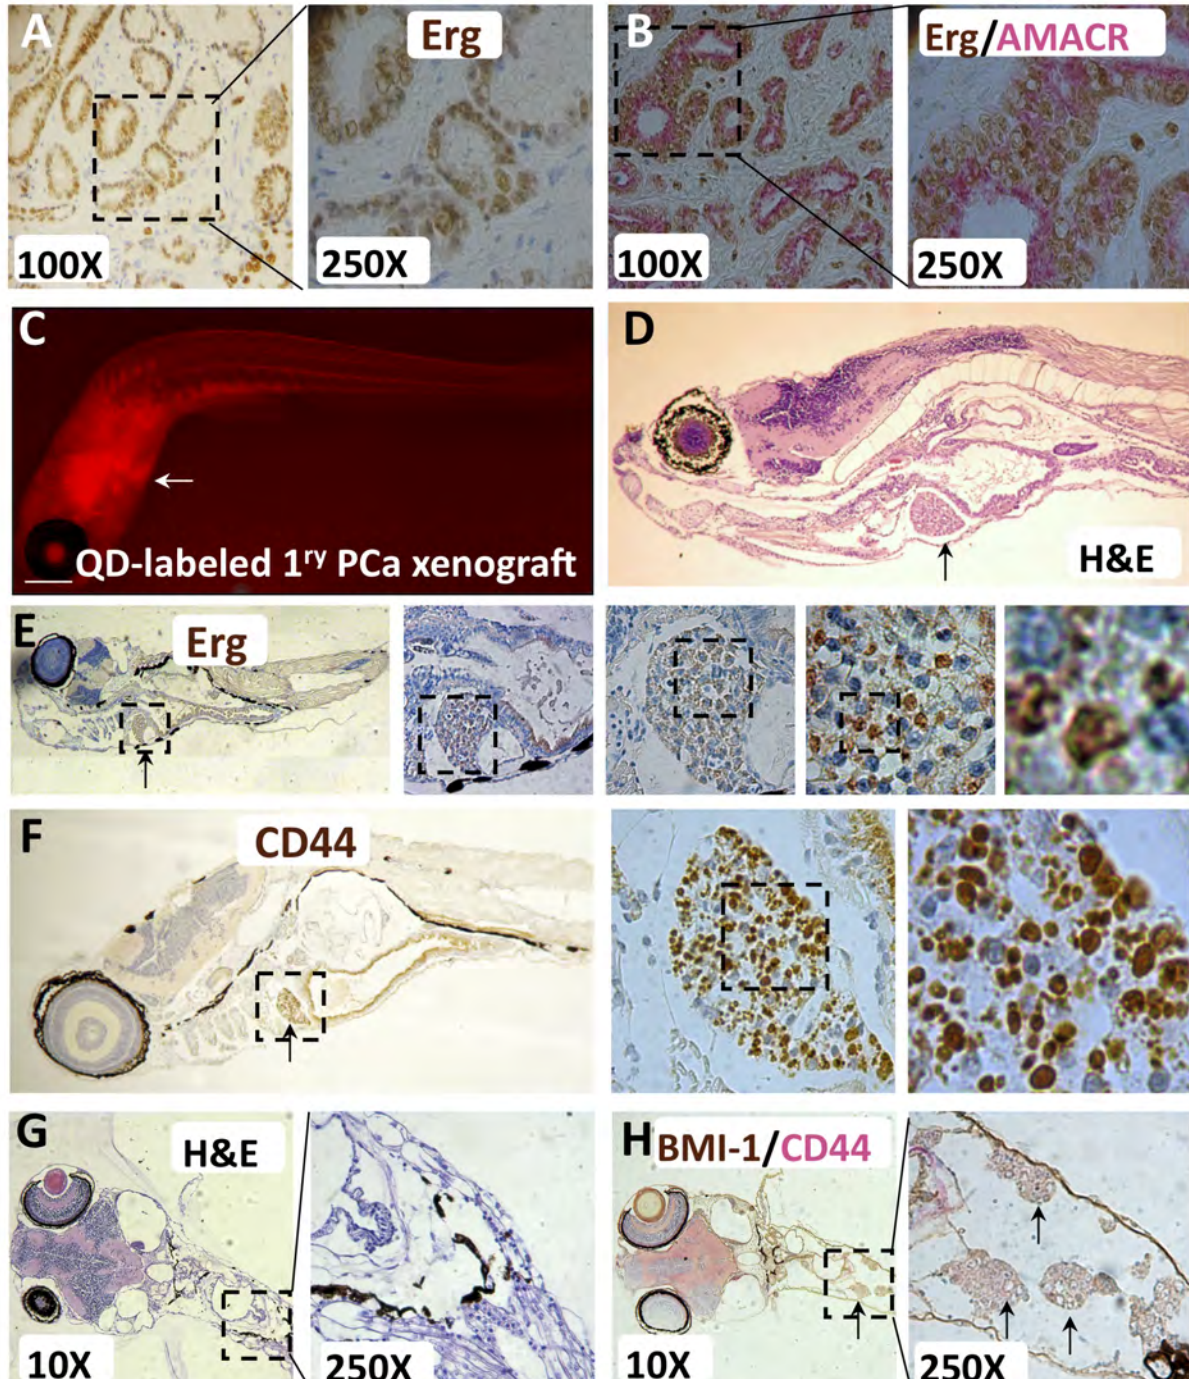 A
Erg
B
Erg/AMACR
100X
250X
100X
250X
C
QD-labeled 1ry PCa xenograft
D
H&E
E
Erg
F
CD44
G
H&E
10X
250X
H
BMI-1/CD44
10X
250X